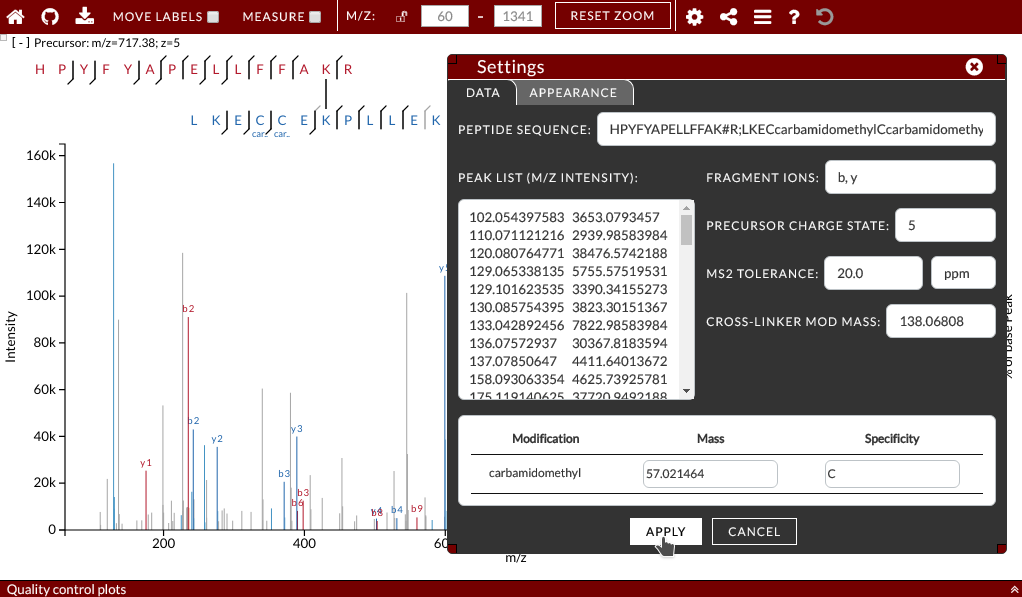 MOVE LABELS MEASURE M/Z: 60 - 1341 RESET ZOOM ?
[ - ] Precursor: m/z=717.38; z=5
H P Y F Y A P E L L F F A K R
L K E C C E K P L L E K
car.. car..
Intensity
160k
140k
120k
100k
80k
60k
40k
20k
0
200
400
m/z
y1
b2
b2
y2
b3
y3
b3
b6
b4
b9
Settings
DATA APPEARANCE
PEPTIDE SEQUENCE: HPYFYAPELLFFAK#R;LKECcarbamidomethylCcarbamidomethy
PEAK LIST (M/Z INTENSITY):
102.054397583 3653.0793457
110.071121216 2939.98583984
120.080764771 38476.5742188
129.065338135 5755.57519531
129.101623535 3390.34155273
130.085754395 3823.30151367
133.042892456 7822.98583984
136.07572937 30367.8183594
137.07850647 4411.64013672
158.093063354 4625.73925781
175.119140625 37720.9492188
FRAGMENT IONS: b, y
PRECURSOR CHARGE STATE: 5
MS2 TOLERANCE: 20.0 ppm
CROSS-LINKER MOD MASS: 138.06808
Modification Mass Specificity
carbamidomethyl 57.021464 C
APPLY CANCEL
% of base Peak
Quality control plots